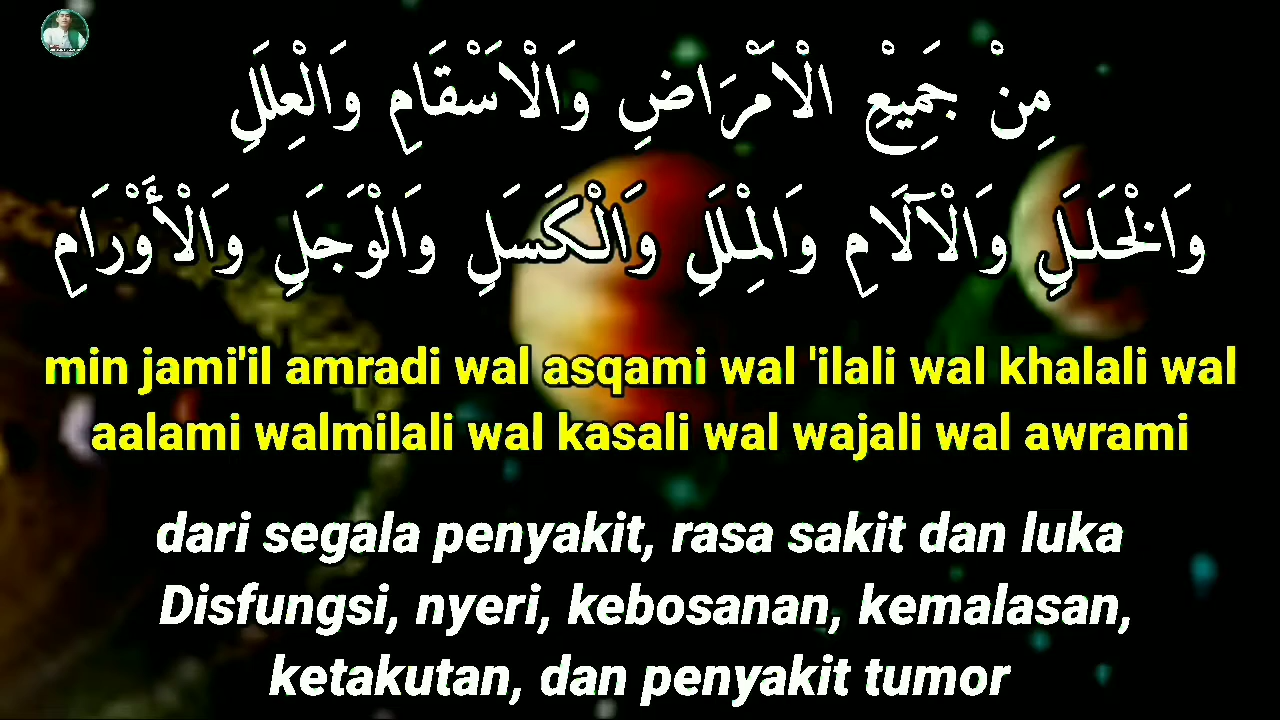 مِنْ جَمِيْعِ الْاَمْرَاضِ وَالْاَسْقَامِ وَالْعِلَلِ
وَالْخَلَلِ وَالْآلَامِ وَالْمِلَلِ وَالْكَسَلِ وَالْوَجَلِ وَالْأَوْرَامِ
min jami'il amradi wal asqami wal 'ilali wal khalali wal
aalami walmilali wal kasali wal wajali wal awrami
dari segala penyakit, rasa sakit dan luka
Disfungsi, nyeri, kebosanan, kemalasan,
ketakutan, dan penyakit tumor